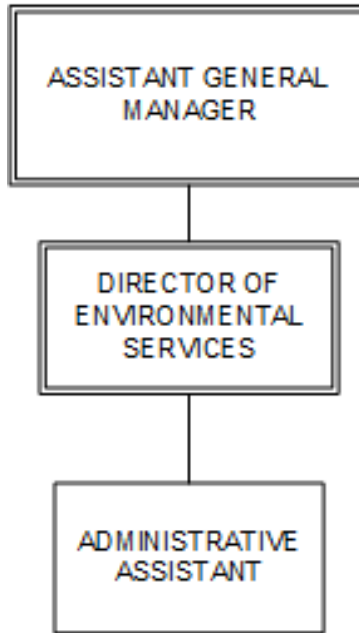 ASSISTANT GENERAL
MANAGER
DIRECTOR OF
ENVIRONMENTAL
SERVICES
ADMINISTRATIVE
ASSISTANT